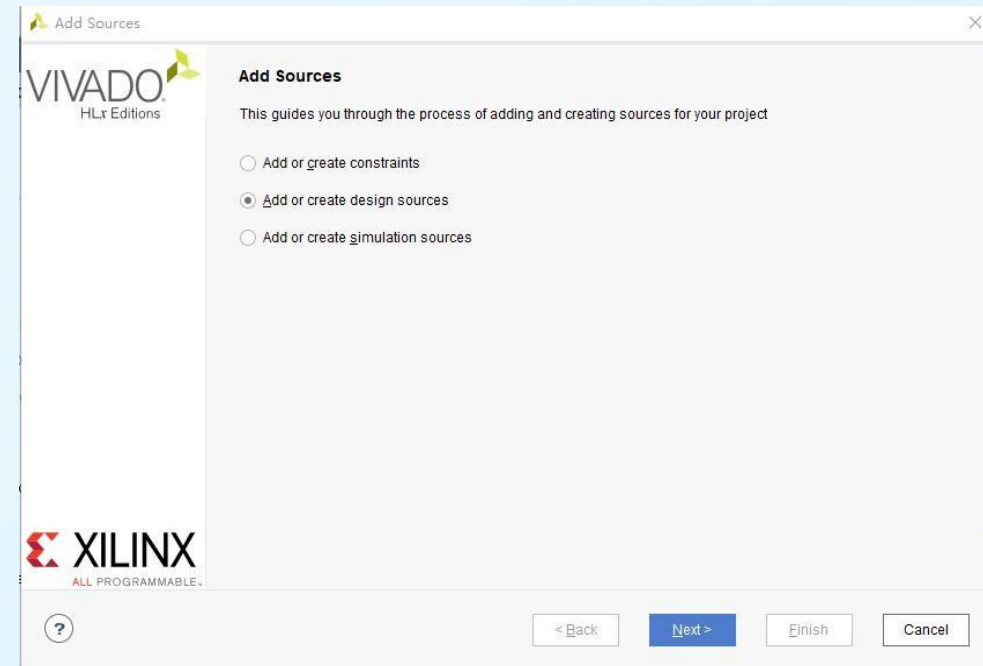 Add Sources
VIVADO
HLx Editions
Add Sources
This guides you through the process of adding and creating sources for your project
Add or create constraints
Add or create design sources
Add or create simulation sources
XILINX
ALL PROGRAMMABLE™
?
< Back
Next >
Finish
Cancel